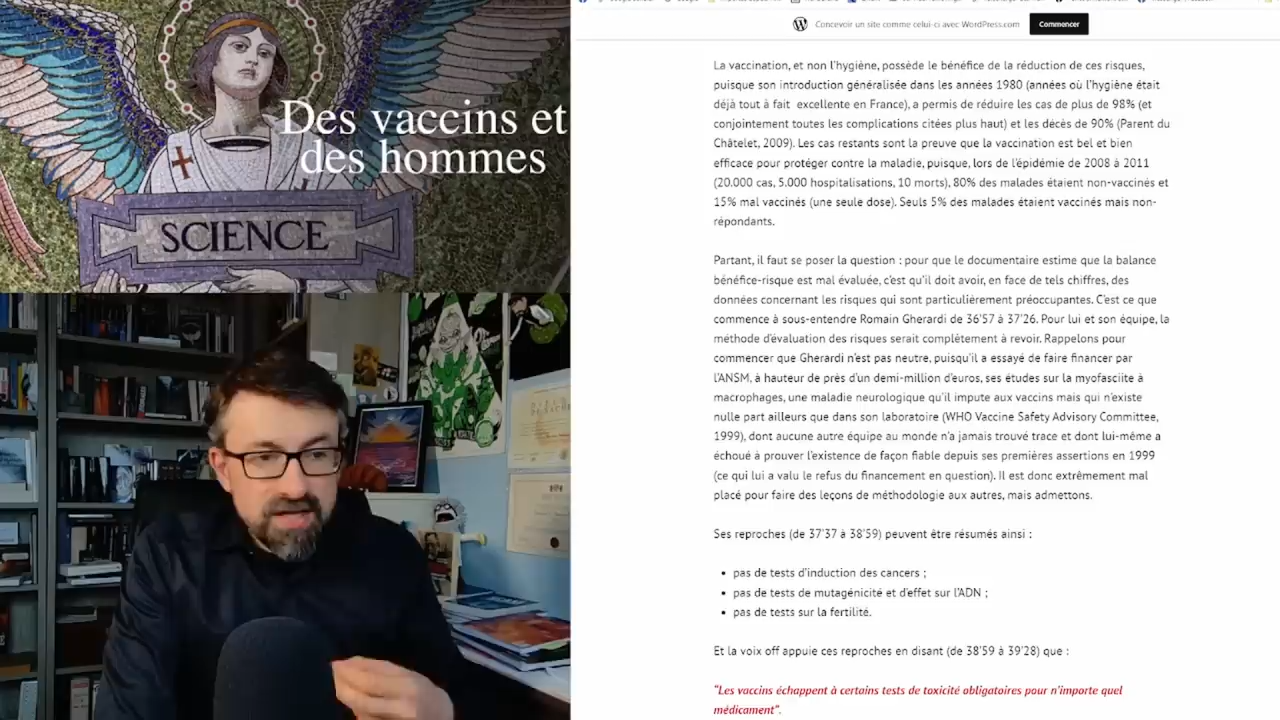 Des vaccins et
des hommes
SCIENCE
Concevoir un site comme celui-ci avec WordPress.com
Commencer
La vaccination, et non l'hygiène, possède le bénéfice de la réduction de ces risques,
puisque son introduction généralisée dans les années 1980 (années où l'hygiène était
déjà tout à fait excellente en France), a permis de réduire les cas de plus de 98% (et
conjointement toutes les complications citées plus haut) et les décès de 90% (Parent du
Châtelet, 2009). Les cas restants sont la preuve que la vaccination est bel et bien
efficace pour protéger contre la maladie, puisque, lors de l'épidémie de 2008 à 2011
(20.000 cas, 5.000 hospitalisations, 10 morts), 80% des malades étaient non-vaccinés et
15% mal vaccinés (une seule dose). Seuls 5% des malades étaient vaccinés mais non-
répondants.
Partant, il faut se poser la question : pour que le documentaire estime que la balance
bénéfice-risque est mal évaluée, c'est qu'il doit avoir, en face de tels chiffres, des
données concernant les risques qui sont particulièrement préoccupantes. C'est ce que
commence à sous-entendre Romain Gherardi de 36'57 à 37'26. Pour lui et son équipe, la
méthode d'évaluation des risques serait complètement à revoir. Rappelons pour
commencer que Gherardi n'est pas neutre, puisqu'il a essayé de faire financer par
l'ANSM, à hauteur de près d'un demi-million d'euros, ses études sur la myofasciite à
macrophages, une maladie neurologique qu'il impute aux vaccins mais qui n'existe
nulle part ailleurs que dans son laboratoire (WHO Vaccine Safety Advisory Committee,
1999), dont aucune autre équipe au monde n'a jamais trouvé trace et dont lui-même a
échoué à prouver l'existence de façon fiable depuis ses premières assertions en 1999
(ce qui lui a valu le refus du financement en question). Il est donc extrêmement mal
placé pour faire des leçons de méthodologie aux autres, mais admettons.
Ses reproches (de 37'37 à 38'59) peuvent être résumés ainsi :
• pas de tests d'induction des cancers ;
• pas de tests de mutagénicité et d'effet sur l'ADN ;
• pas de tests sur la fertilité.
Et la voix off appuie ces reproches en disant (de 38'59 à 39'28) que :
"Les vaccins échappent à certains tests de toxicité obligatoires pour n'importe quel
médicament".